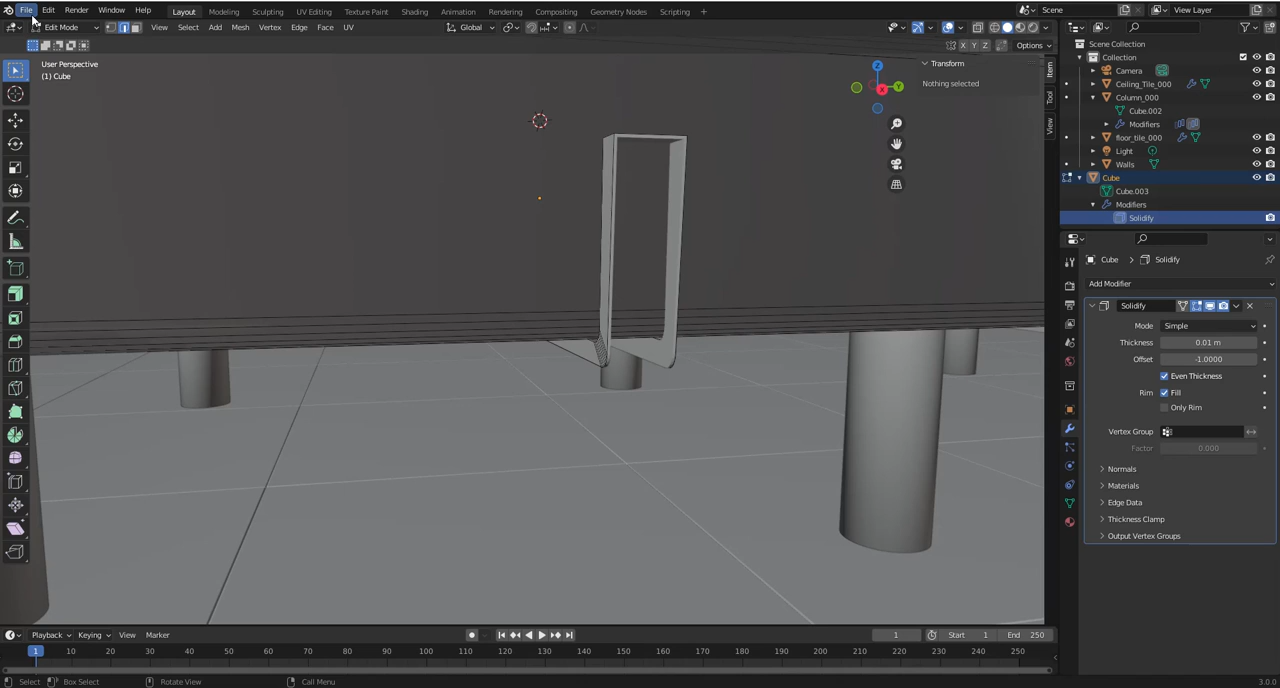 File Edit Render Window Help Layout Modeling Sculpting UV Editing Texture Paint Shading Animation Rendering Compositing Geometry Nodes Scripting + Scene View Layer
Edit Mode View Select Add Mesh Vertex Edge Face UV Global
X Y Z Options
User Perspective
(1) Cube
Transform
Nothing selected
Item
Tool
View
Z
Y
X
Scene Collection
Collection
Camera
Ceiling_Tile_000
Column_000
Cube.002
Modifiers
floor_tile_000
Light
Walls
Cube
Cube.003
Modifiers
Solidify
Cube > Solidify
Add Modifier
Solidify
Mode Simple
Thickness 0.01 m
Offset -1.0000
Even Thickness
Rim Fill
Only Rim
Vertex Group
Factor 0.000
Normals
Materials
Edge Data
Thickness Clamp
Output Vertex Groups
Playback Keying View Marker 1 Start 1 End 250
1 10 20 30 40 50 60 70 80 90 100 110 120 130 140 150 160 170 180 190 200 210 220 230 240 250
Select Box Select Rotate View Call Menu 3.0.0